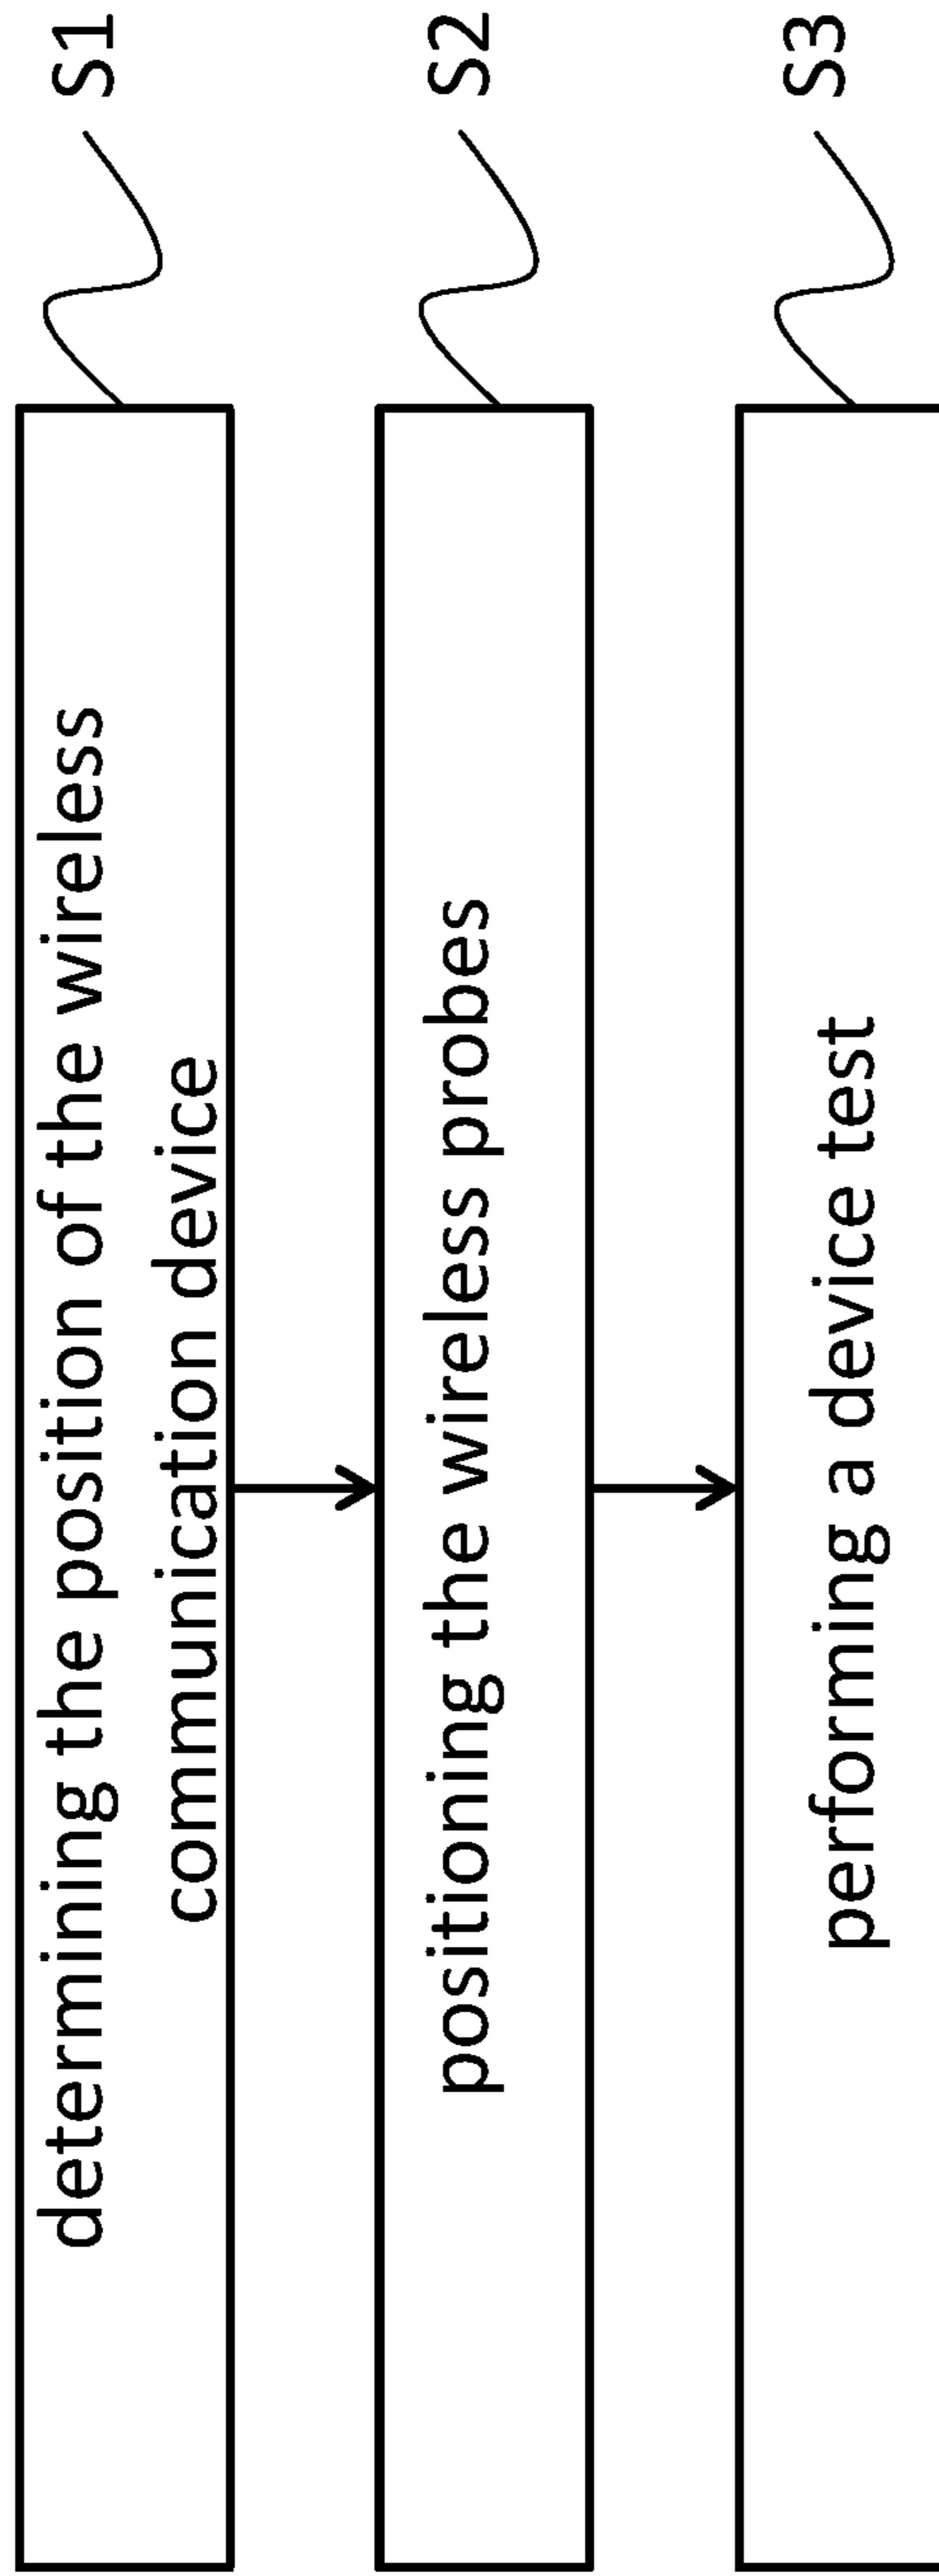 determining the position of the wireless
communication device
S1
positioning the wireless probes
S2
performing a device test
S3